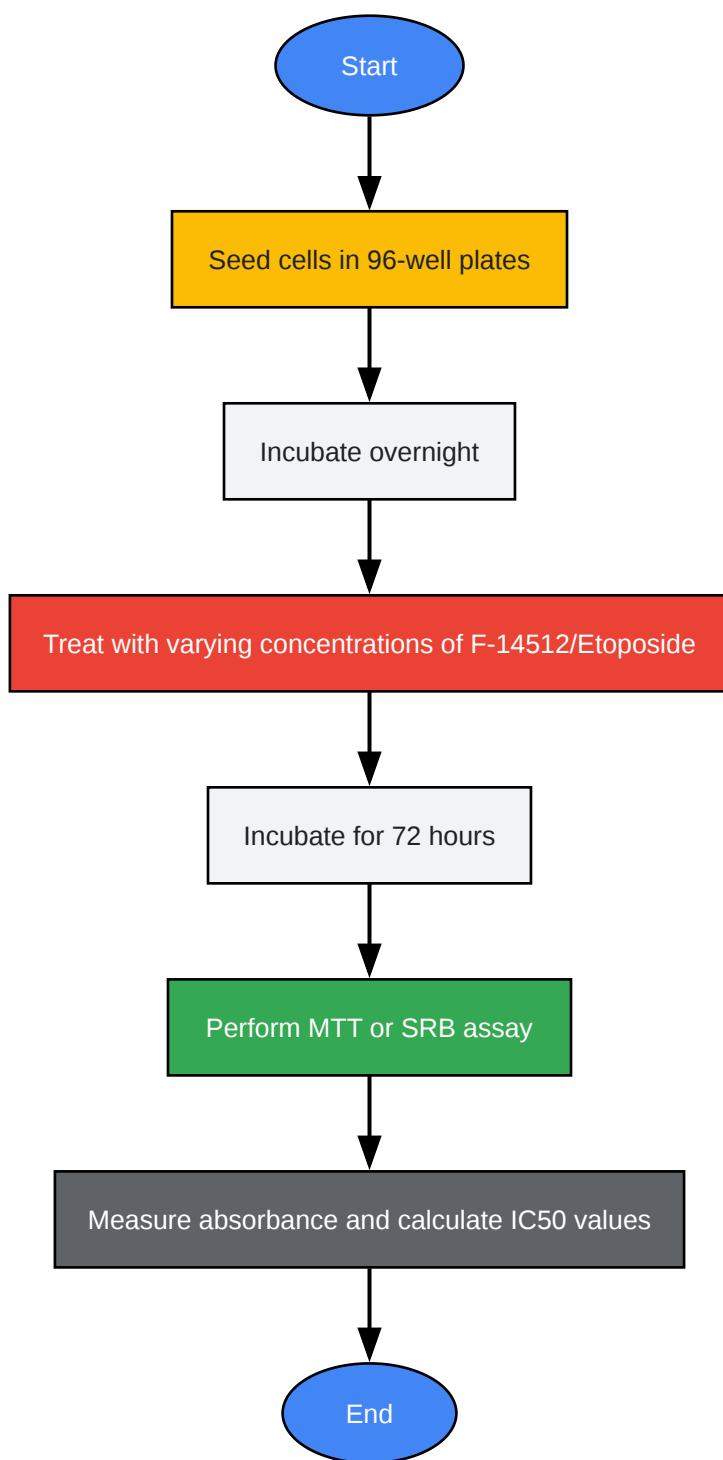 Start
Seed cells in 96-well plates
Incubate overnight
Treat with varying concentrations of F-14512/Etoposide
Incubate for 72 hours
Perform MTT or SRB assay
Measure absorbance and calculate IC50 values
End